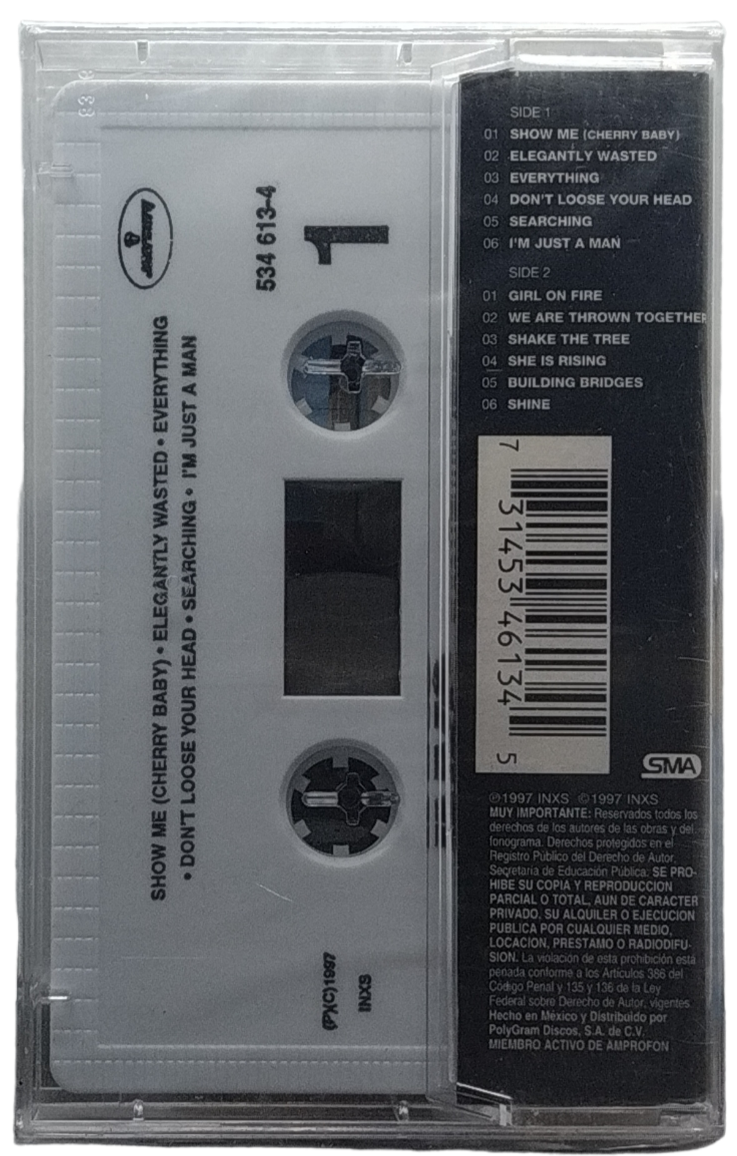 MERCURY
534 613-4
1
SHOW ME (CHERRY BABY) • ELEGANTLY WASTED • EVERYTHING
• DON'T LOOSE YOUR HEAD • SEARCHING • I'M JUST A MAN
(P)(C)1997
INXS
SIDE 1
01 SHOW ME (CHERRY BABY)
02 ELEGANTLY WASTED
03 EVERYTHING
04 DON'T LOOSE YOUR HEAD
05 SEARCHING
06 I'M JUST A MAN
SIDE 2
01 GIRL ON FIRE
02 WE ARE THROWN TOGETHER
03 SHAKE THE TREE
04 SHE IS RISING
05 BUILDING BRIDGES
06 SHINE
7 31453 46134 5
SMA
℗1997 INXS ©1997 INXS
MUY IMPORTANTE: Reservados todos los
derechos de los autores de las obras y del
fonograma. Derechos protegidos en el
Registro Público del Derecho de Autor,
Secretaría de Educación Pública. SE PRO-
HIBE SU COPIA Y REPRODUCCION
PARCIAL O TOTAL, AUN DE CARACTER
PRIVADO, SU ALQUILER O EJECUCION
PUBLICA POR CUALQUIER MEDIO,
LOCACION, PRESTAMO O RADIODIFU-
SION. La violación de esta prohibición está
penada conforme a los Artículos 386 del
Código Penal y 135 y 136 de la Ley
Federal sobre Derecho de Autor, vigentes.
Hecho en México y Distribuido por
PolyGram Discos, S.A. de C.V.
MIEMBRO ACTIVO DE AMPROFON